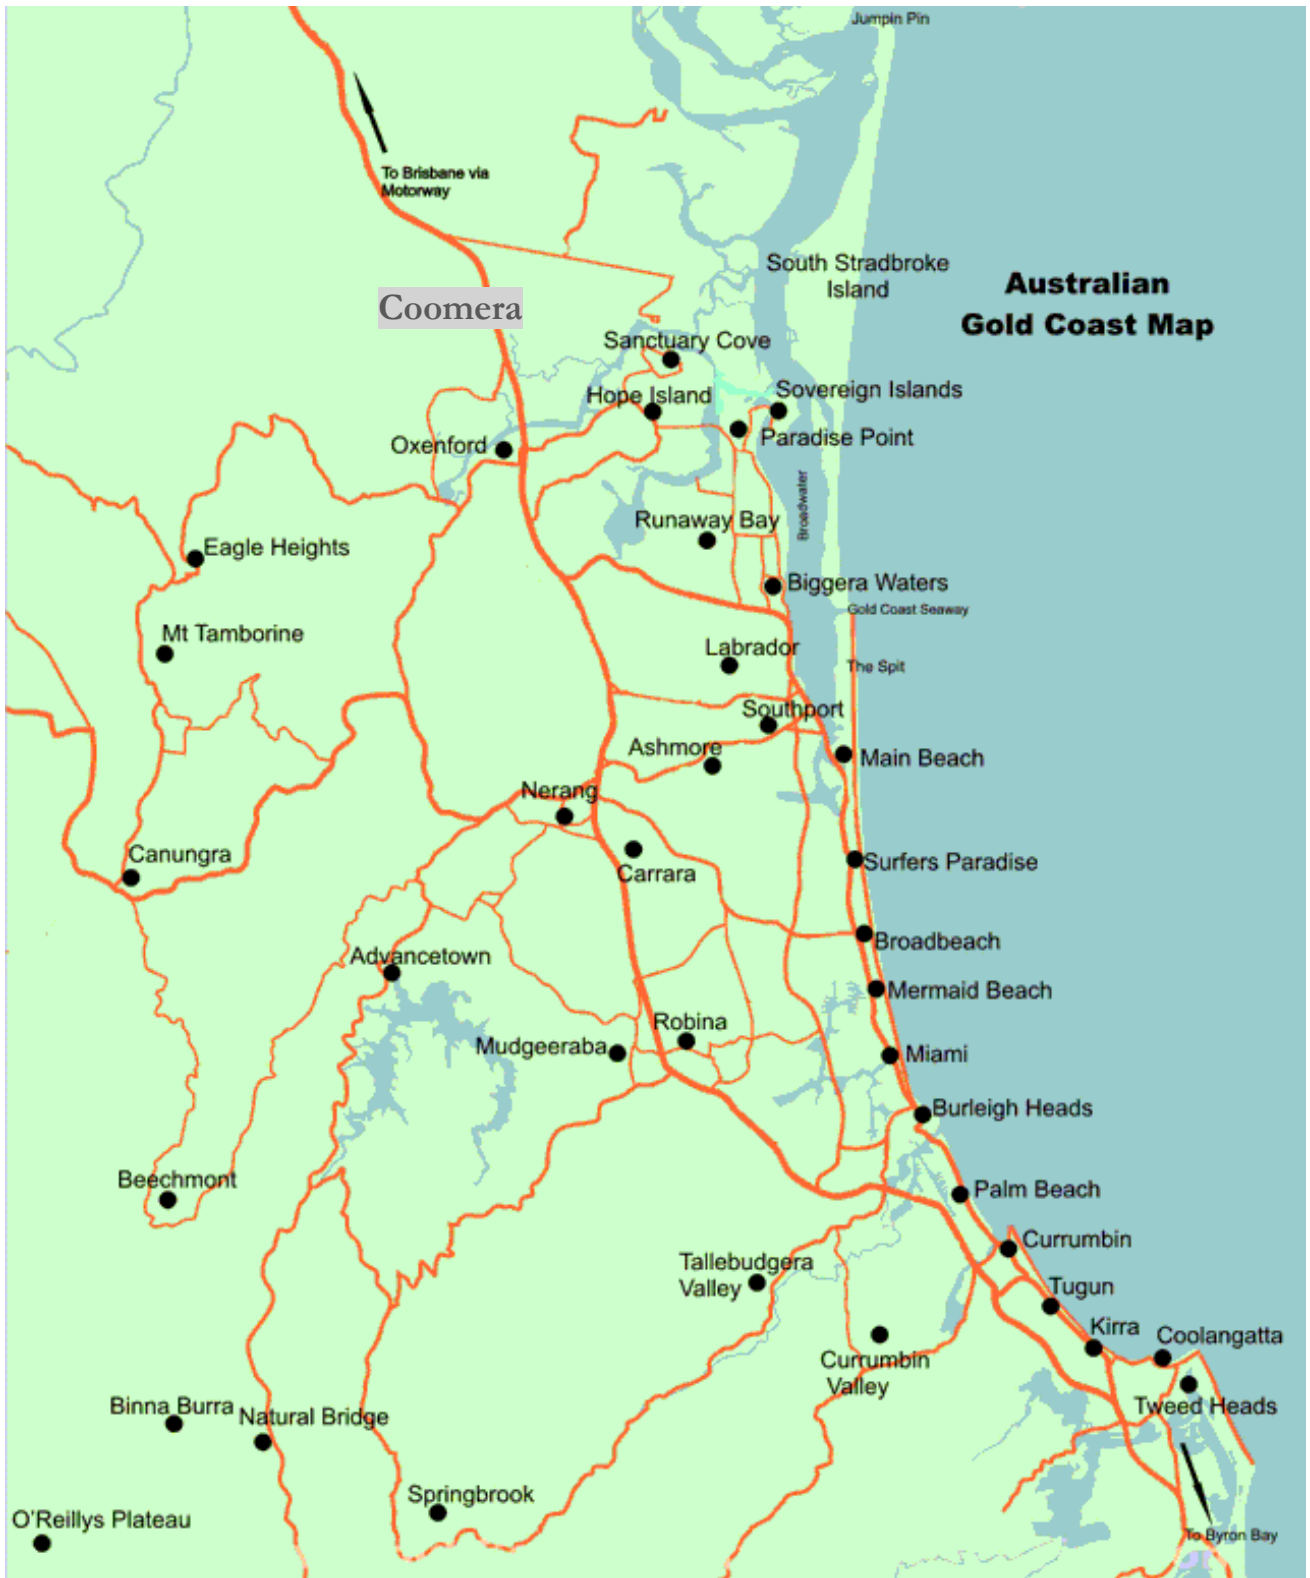 Jumpin Pin
To Brisbane via
Motorway
South Stradbroke
Island
Australian
Gold Coast Map
Coomera
Sanctuary Cove
Hope Island
Sovereign Islands
Paradise Point
Oxenford
Broadwater
Runaway Bay
Eagle Heights
Biggera Waters
Gold Coast Seaway
Mt Tamborine
Labrador
The Spit
Southport
Ashmore
Main Beach
Nerang
Canungra
Carrara
Surfers Paradise
Broadbeach
Advancetown
Mermaid Beach
Robina
Mudgeeraba
Miami
Burleigh Heads
Beechmont
Palm Beach
Currumbin
Tallebudgera
Valley
Tugun
Kirra
Coolangatta
Currumbin
Valley
Binna Burra
Natural Bridge
Tweed Heads
Springbrook
O'Reillys Plateau
To Byron Bay